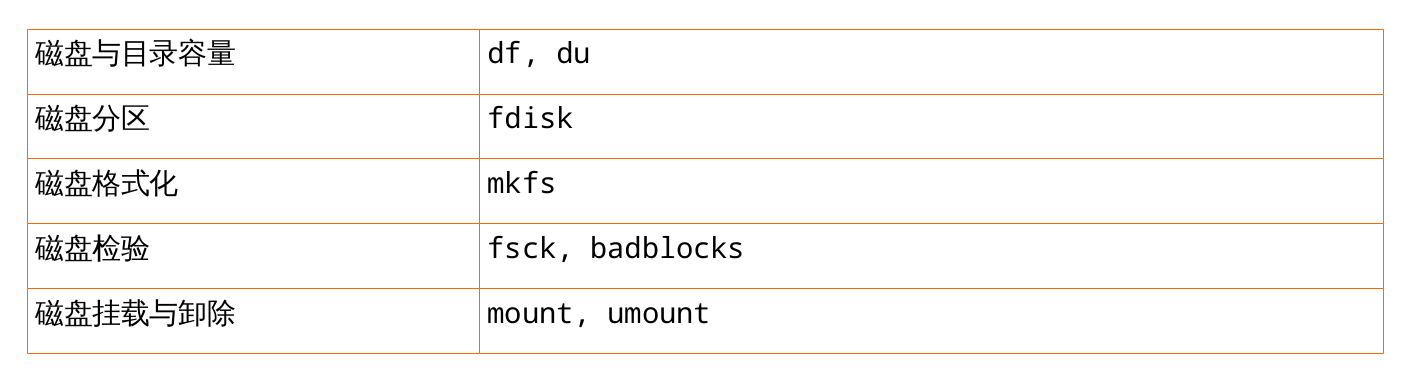 磁盘与目录容量 df, du
磁盘分区 fdisk
磁盘格式化 mkfs
磁盘检验 fsck, badblocks
磁盘挂载与卸除 mount, umount